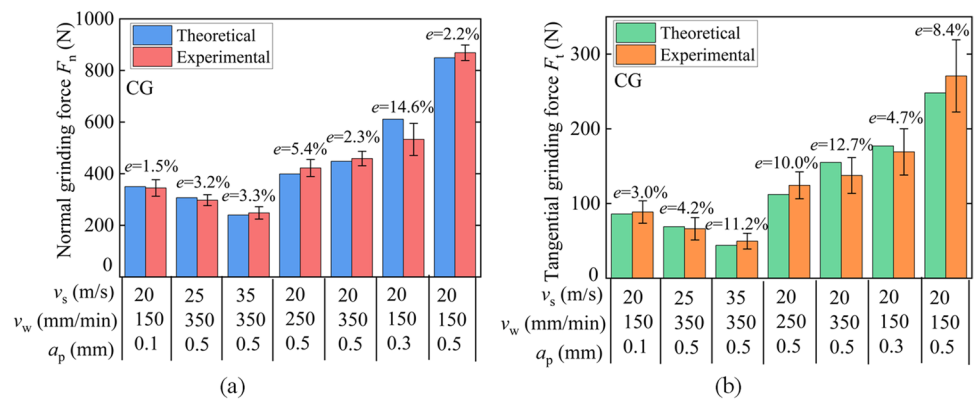 (a)
Normal grinding force Fn (N)
1000
800
600
400
200
0
Theoretical
Experimental
CG
e=1.5%
e=3.2%
e=3.3%
e=5.4%
e=2.3%
e=14.6%
e=2.2%
vs (m/s) 20 25 35 20 20 20 20
vw (mm/min) 150 350 350 250 350 150 150
ap (mm) 0.1 0.5 0.5 0.5 0.5 0.3 0.5
(b)
Tangential grinding force Ft (N)
300
200
100
0
Theoretical
Experimental
CG
e=3.0%
e=4.2%
e=11.2%
e=10.0%
e=12.7%
e=4.7%
e=8.4%
vs (m/s) 20 25 35 20 20 20 20
vw (mm/min) 150 350 350 250 350 150 150
ap (mm) 0.1 0.5 0.5 0.5 0.5 0.3 0.5